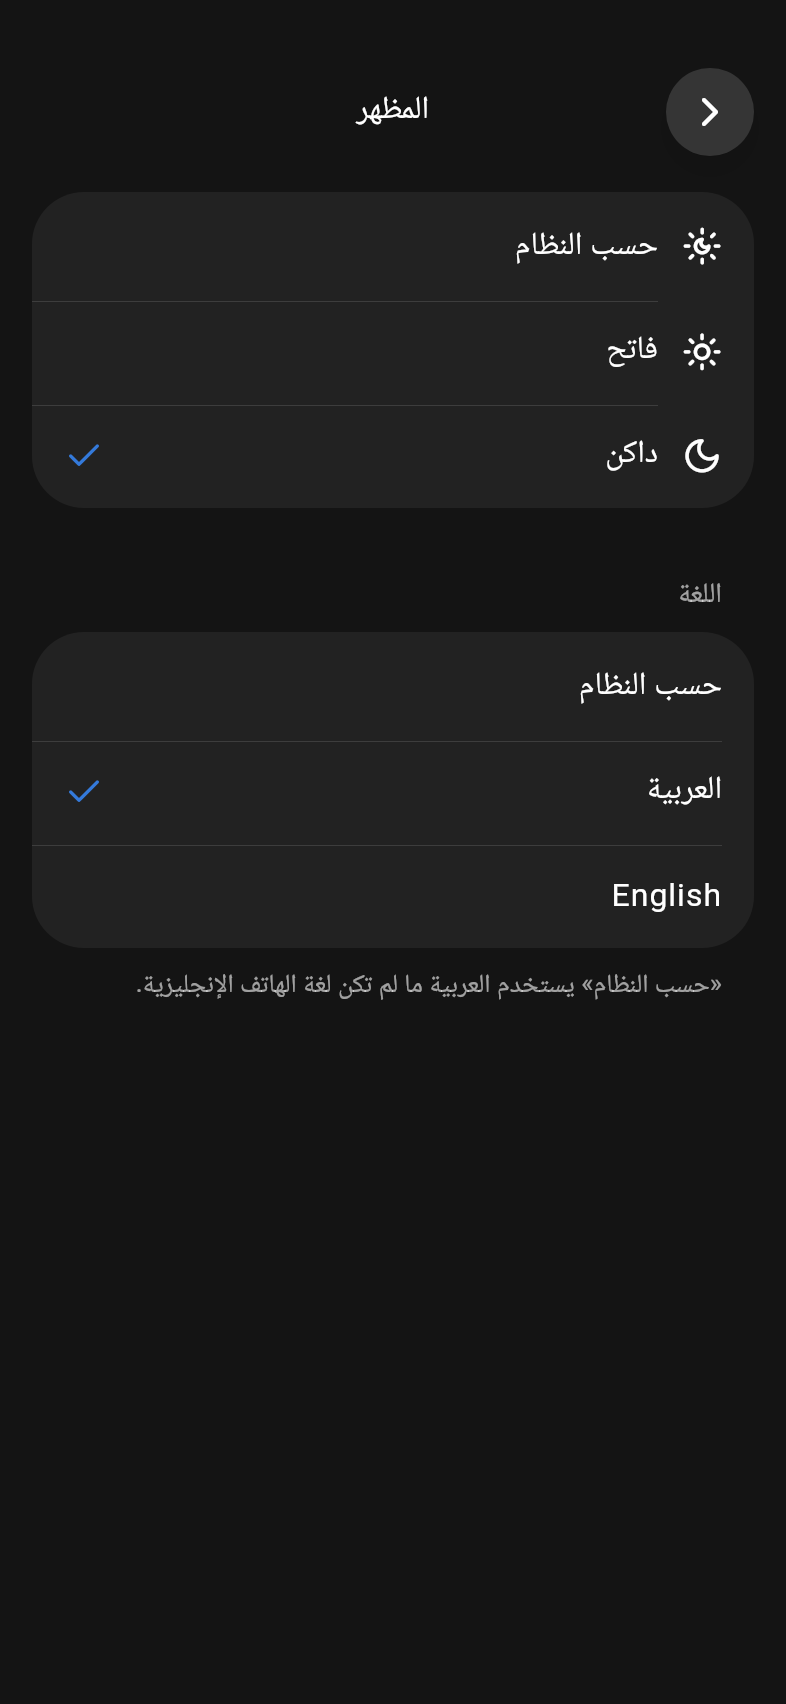 المظهر
حسب النظام
فاتح
داكن
اللغة
حسب النظام
العربية
English
«حسب النظام» يستخدم العربية ما لم تكن لغة الهاتف الإنجليزية.